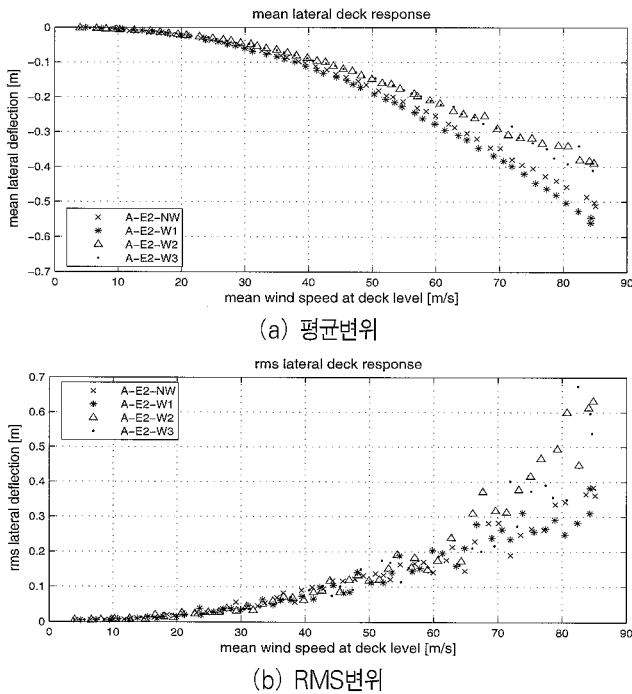 mean lateral deck response
0
-0.1
-0.2
-0.3
-0.4
-0.5
-0.6
-0.7
mean lateral deflection [m]
× A-E2-NW
* A-E2-W1
△ A-E2-W2
· A-E2-W3
0 10 20 30 40 50 60 70 80 90
mean wind speed at deck level [m/s]
(a) 평균변위
rms lateral deck response
0.7
0.6
0.5
0.4
0.3
0.2
0.1
0
rms lateral deflection [m]
× A-E2-NW
* A-E2-W1
△ A-E2-W2
· A-E2-W3
0 10 20 30 40 50 60 70 80 90
mean wind speed at deck level [m/s]
(b) RMS변위